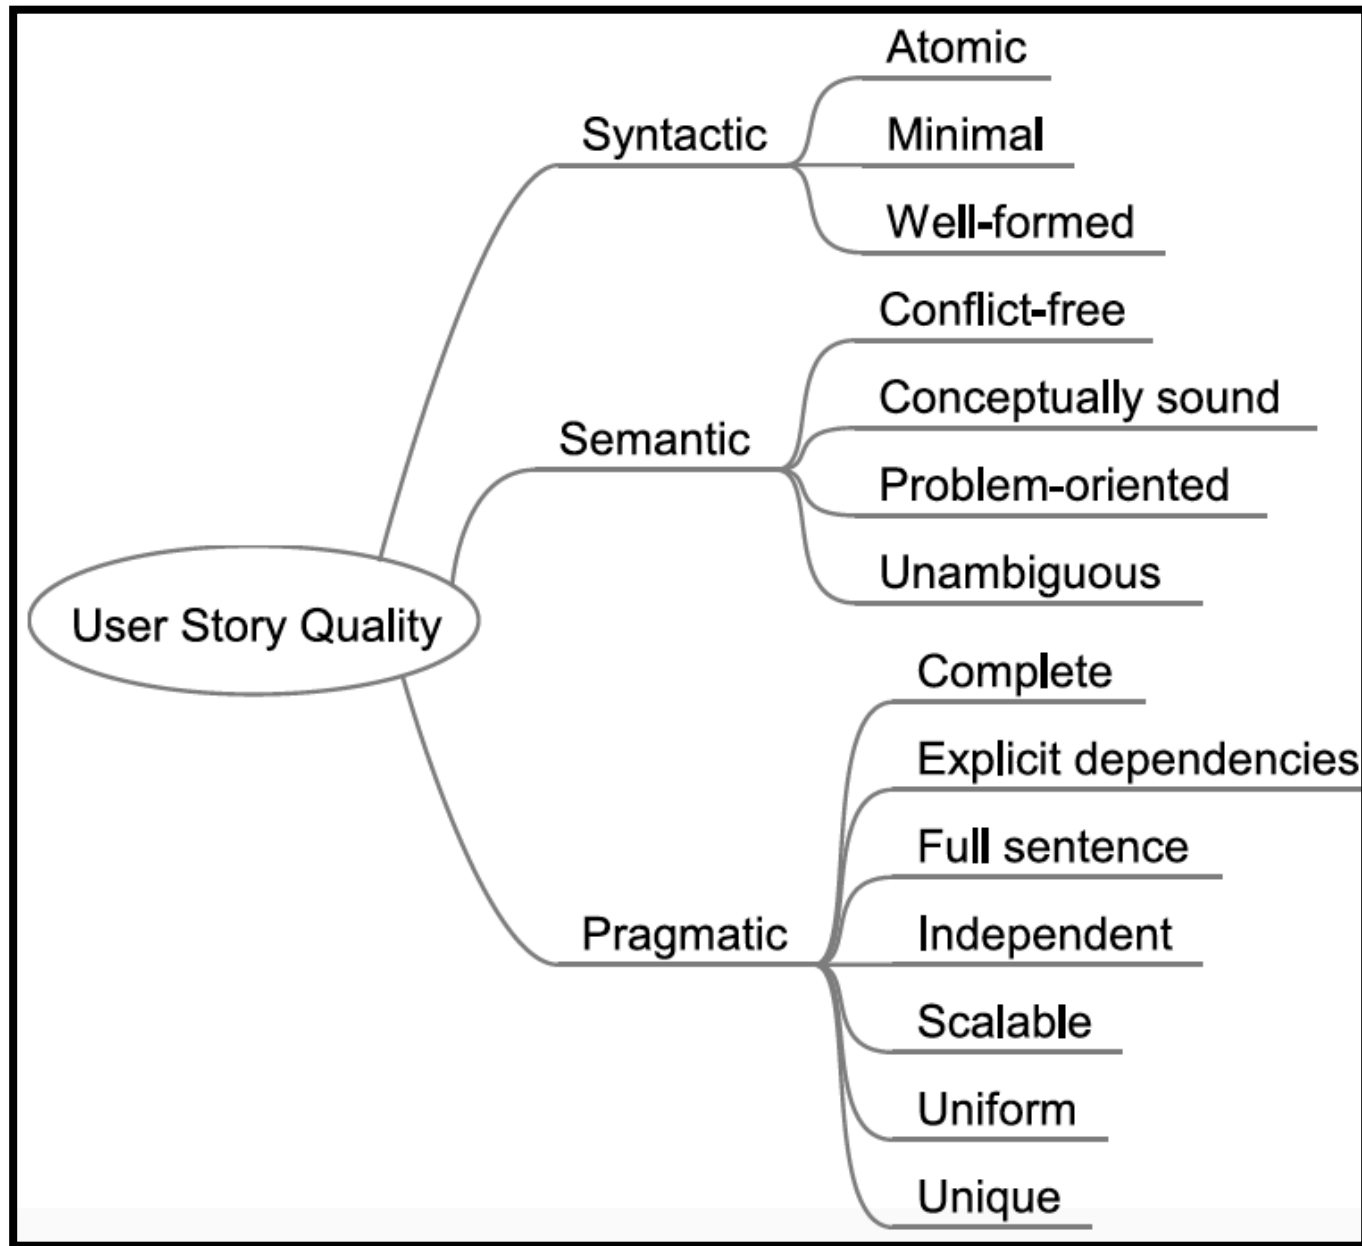 Atomic
Syntactic
Minimal
Well-formed
Conflict-free
Conceptually sound
Semantic
Problem-oriented
Unambiguous
User Story Quality
Complete
Explicit dependencies
Full sentence
Pragmatic
Independent
Scalable
Uniform
Unique